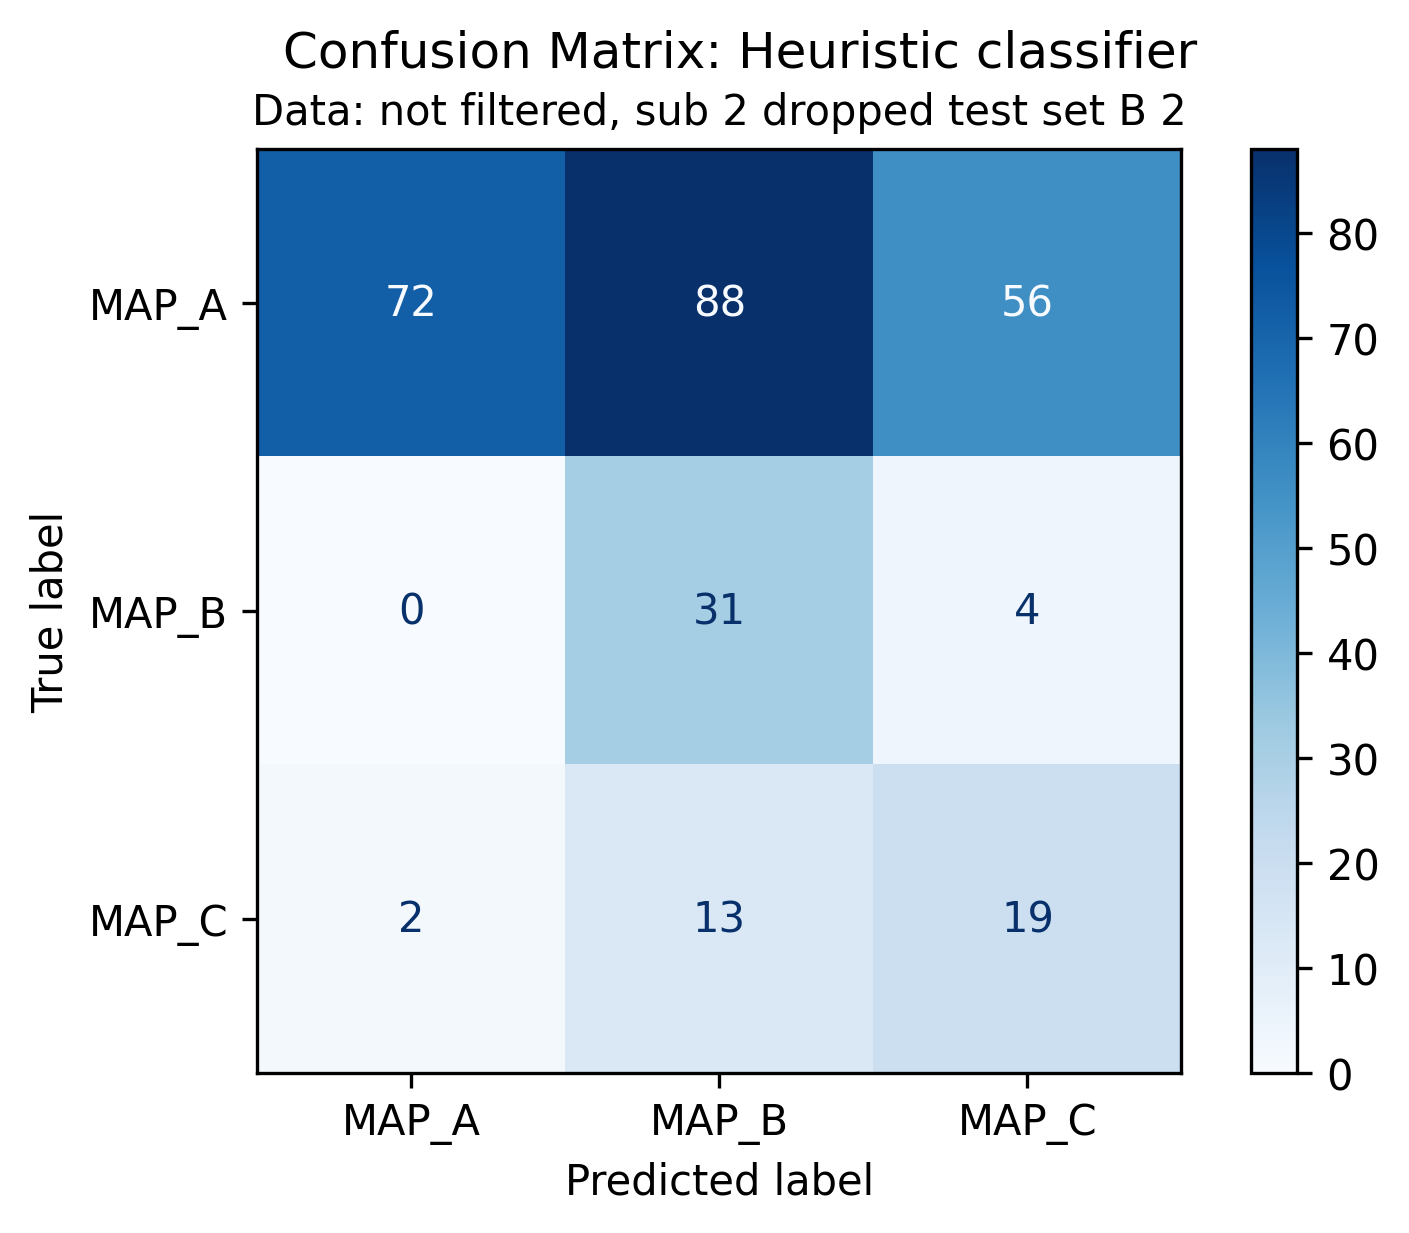 Confusion Matrix: Heuristic classifier
Data: not filtered, sub 2 dropped test set B 2
True label
MAP_A
72 88 56
MAP_B
0 31 4
MAP_C
2 13 19
MAP_A MAP_B MAP_C
Predicted label
80
70
60
50
40
30
20
10
0